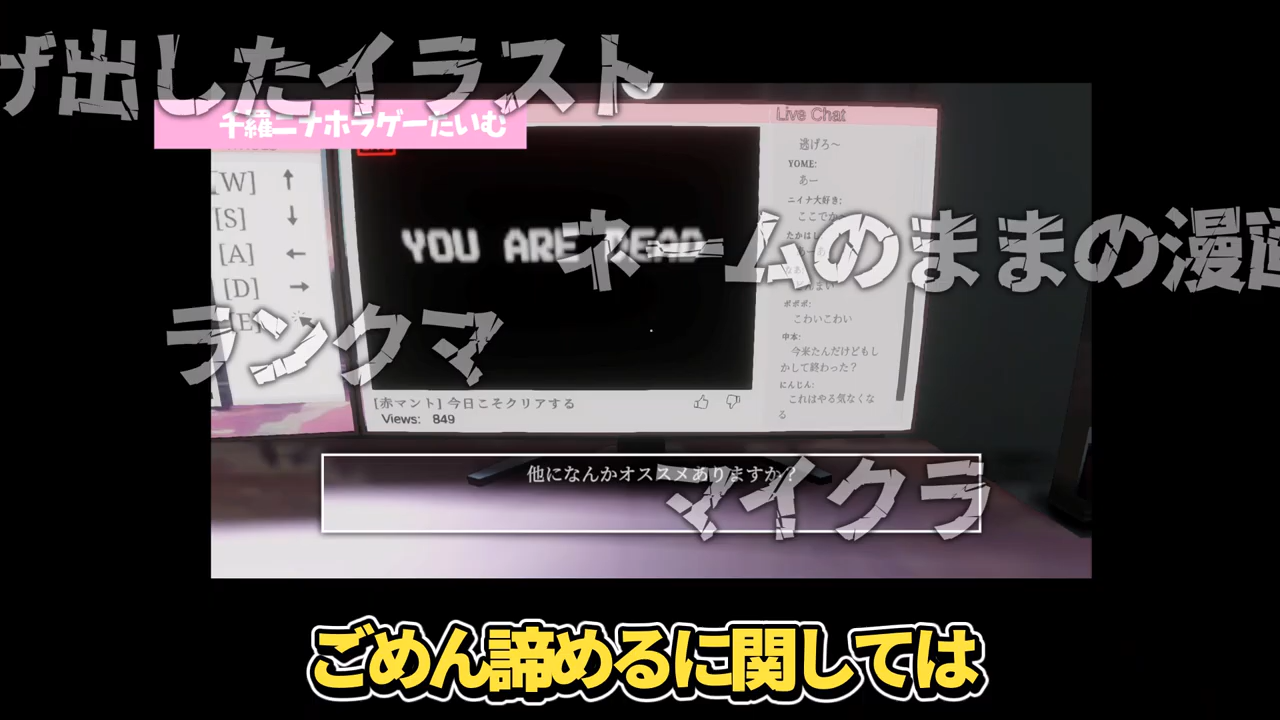 げ出したイラスト
千羅ニナホラゲーたいむ
Live Chat
逃げろ〜
YOME:
あー
ニイナ大好き:
[W] ↑
[S] ↓
[A] ←
[D] →
[E]
YOU ARE DEAD
ネームのままの漫画
ポポポ:
こわいこわい
中本:
今来たんだけどもし
かして終わった？
にんじん:
これはやる気なくな
る
ランクマ
[赤マント] 今日こそクリアする
Views: 849
他になんかオススメありますか？
マイクラ
ごめん諦めるに関しては